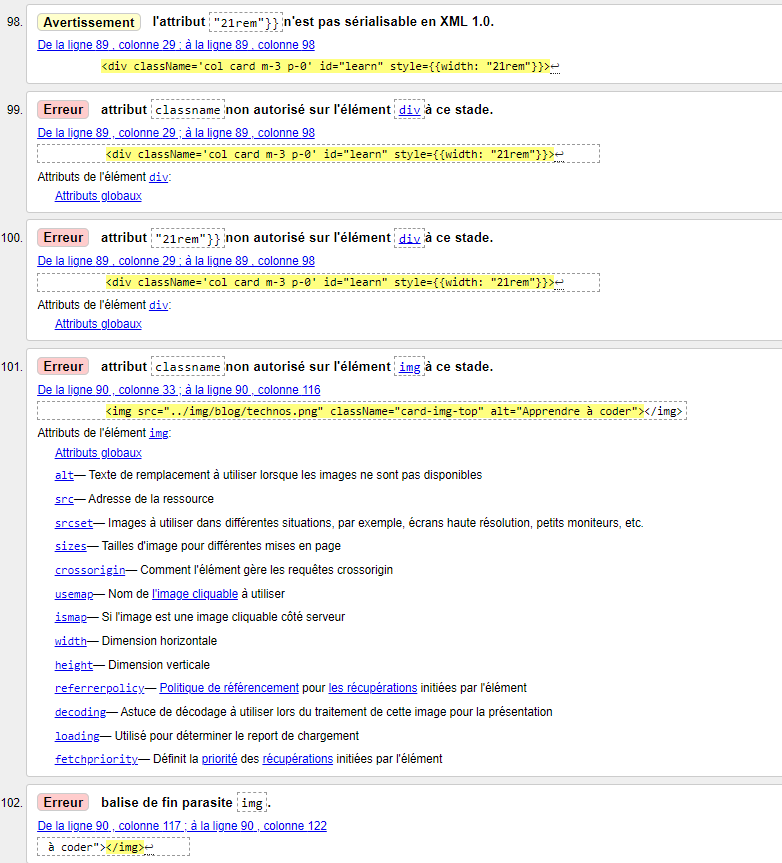 98. Avertissement l'attribut "21rem"}} n'est pas sérialisable en XML 1.0.
De la ligne 89 , colonne 29 ; à la ligne 89 , colonne 98
<div className='col card m-3 p-0' id="learn" style={{width: "21rem"}}>↩
99. Erreur attribut classname non autorisé sur l'élément div à ce stade.
De la ligne 89 , colonne 29 ; à la ligne 89 , colonne 98
<div className='col card m-3 p-0' id="learn" style={{width: "21rem"}}>↩
Attributs de l'élément div:
Attributs globaux
100. Erreur attribut "21rem"}} non autorisé sur l'élément div à ce stade.
De la ligne 89 , colonne 29 ; à la ligne 89 , colonne 98
<div className='col card m-3 p-0' id="learn" style={{width: "21rem"}}>↩
Attributs de l'élément div:
Attributs globaux
101. Erreur attribut classname non autorisé sur l'élément img à ce stade.
De la ligne 90 , colonne 33 ; à la ligne 90 , colonne 116
<img src="../img/blog/technos.png" className="card-img-top" alt="Apprendre à coder"></img>
Attributs de l'élément img:
Attributs globaux
alt— Texte de remplacement à utiliser lorsque les images ne sont pas disponibles
src— Adresse de la ressource
srcset— Images à utiliser dans différentes situations, par exemple, écrans haute résolution, petits moniteurs, etc.
sizes— Tailles d'image pour différentes mises en page
crossorigin— Comment l'élément gère les requêtes crossorigin
usemap— Nom de l'image cliquable à utiliser
ismap— Si l'image est une image cliquable côté serveur
width— Dimension horizontale
height— Dimension verticale
referrerpolicy— Politique de référencement pour les récupérations initiées par l'élément
decoding— Astuce de décodage à utiliser lors du traitement de cette image pour la présentation
loading— Utilisé pour déterminer le report de chargement
fetchpriority— Définit la priorité des récupérations initiées par l'élément
102. Erreur balise de fin parasite img.
De la ligne 90 , colonne 117 ; à la ligne 90 , colonne 122
à coder"></img>↩